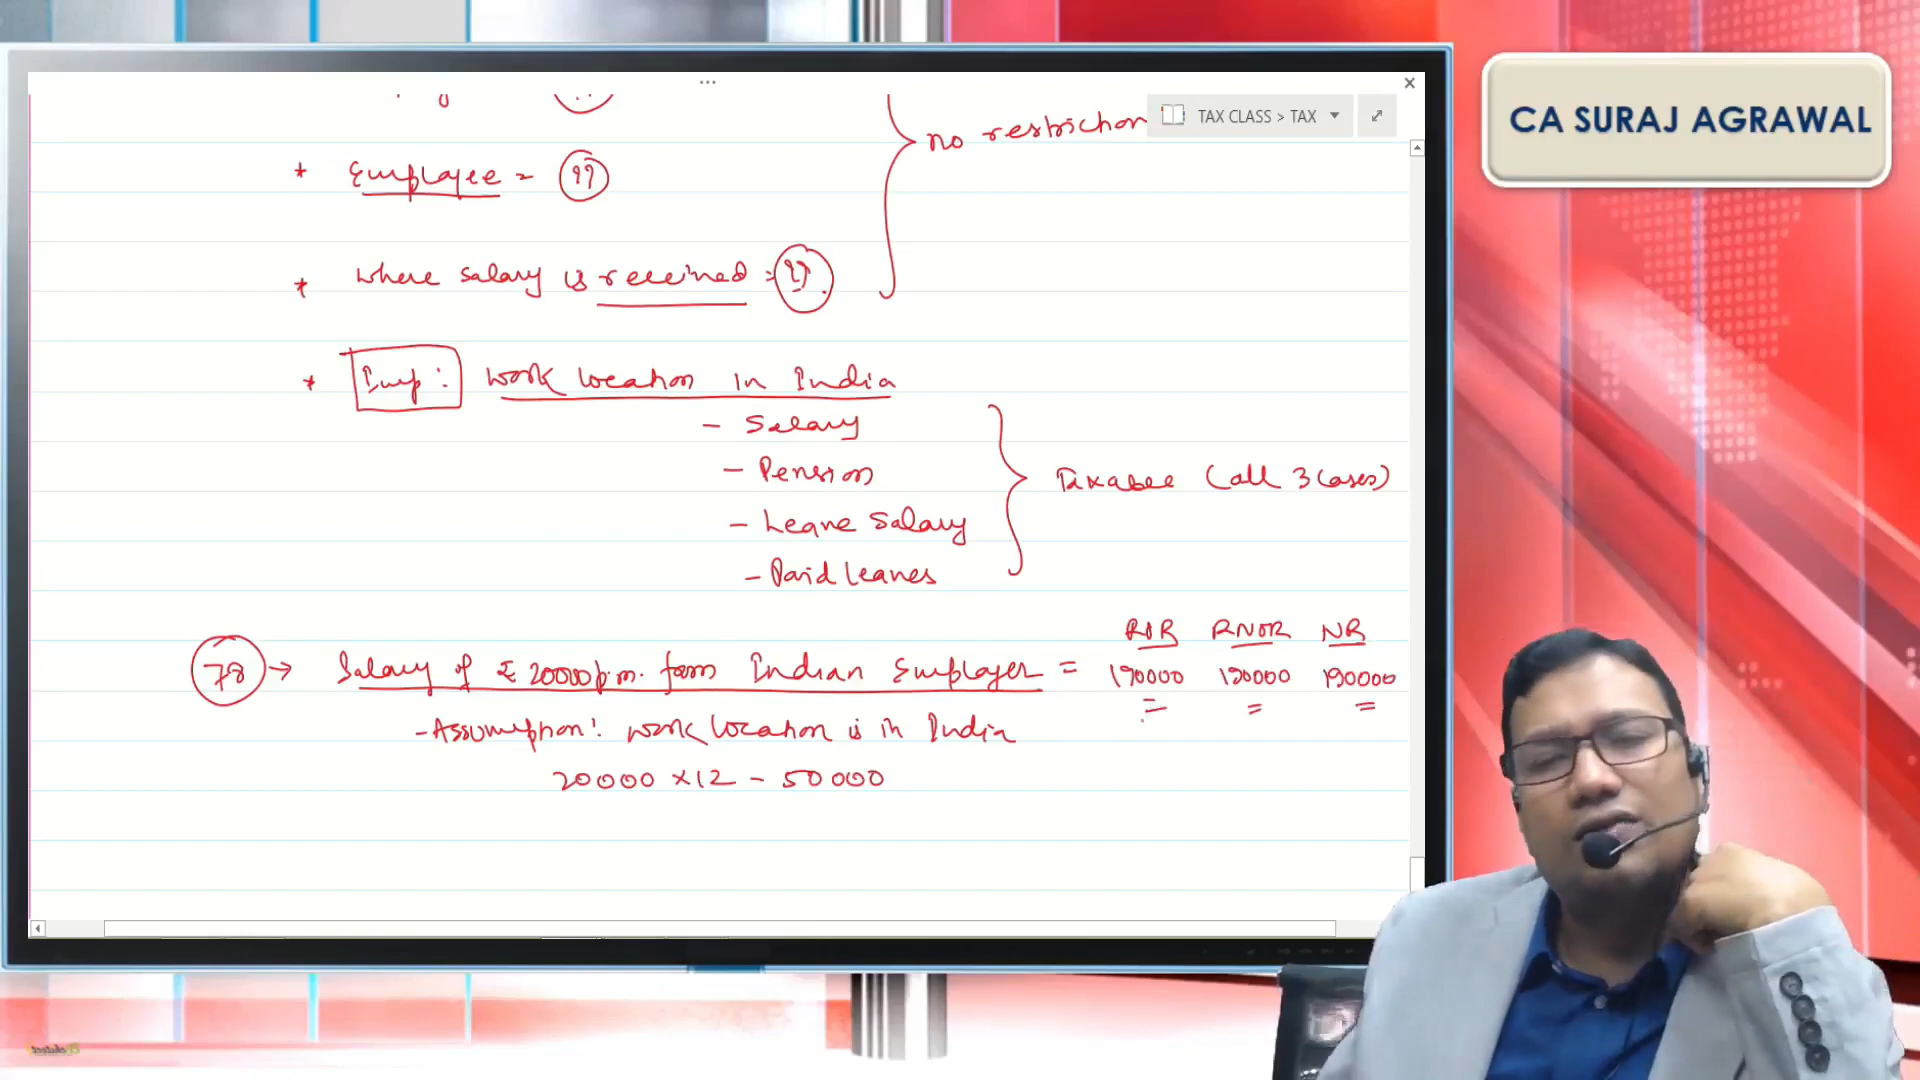 CA SURAJ AGRAWAL
TAX CLASS > TAX
no restriction
* Employee = ??
* where salary is received = ??
* Imp: work location in India
- Salary
- Pension
- Leave Salary
- Paid leaves
Taxable (all 3 cases)
ROR RNOR NR
78 → Salary of ₹ 20000 p.m. from Indian Employer = 190000 190000 190000
- Assumption: work location is in India
20000 x 12 - 50000